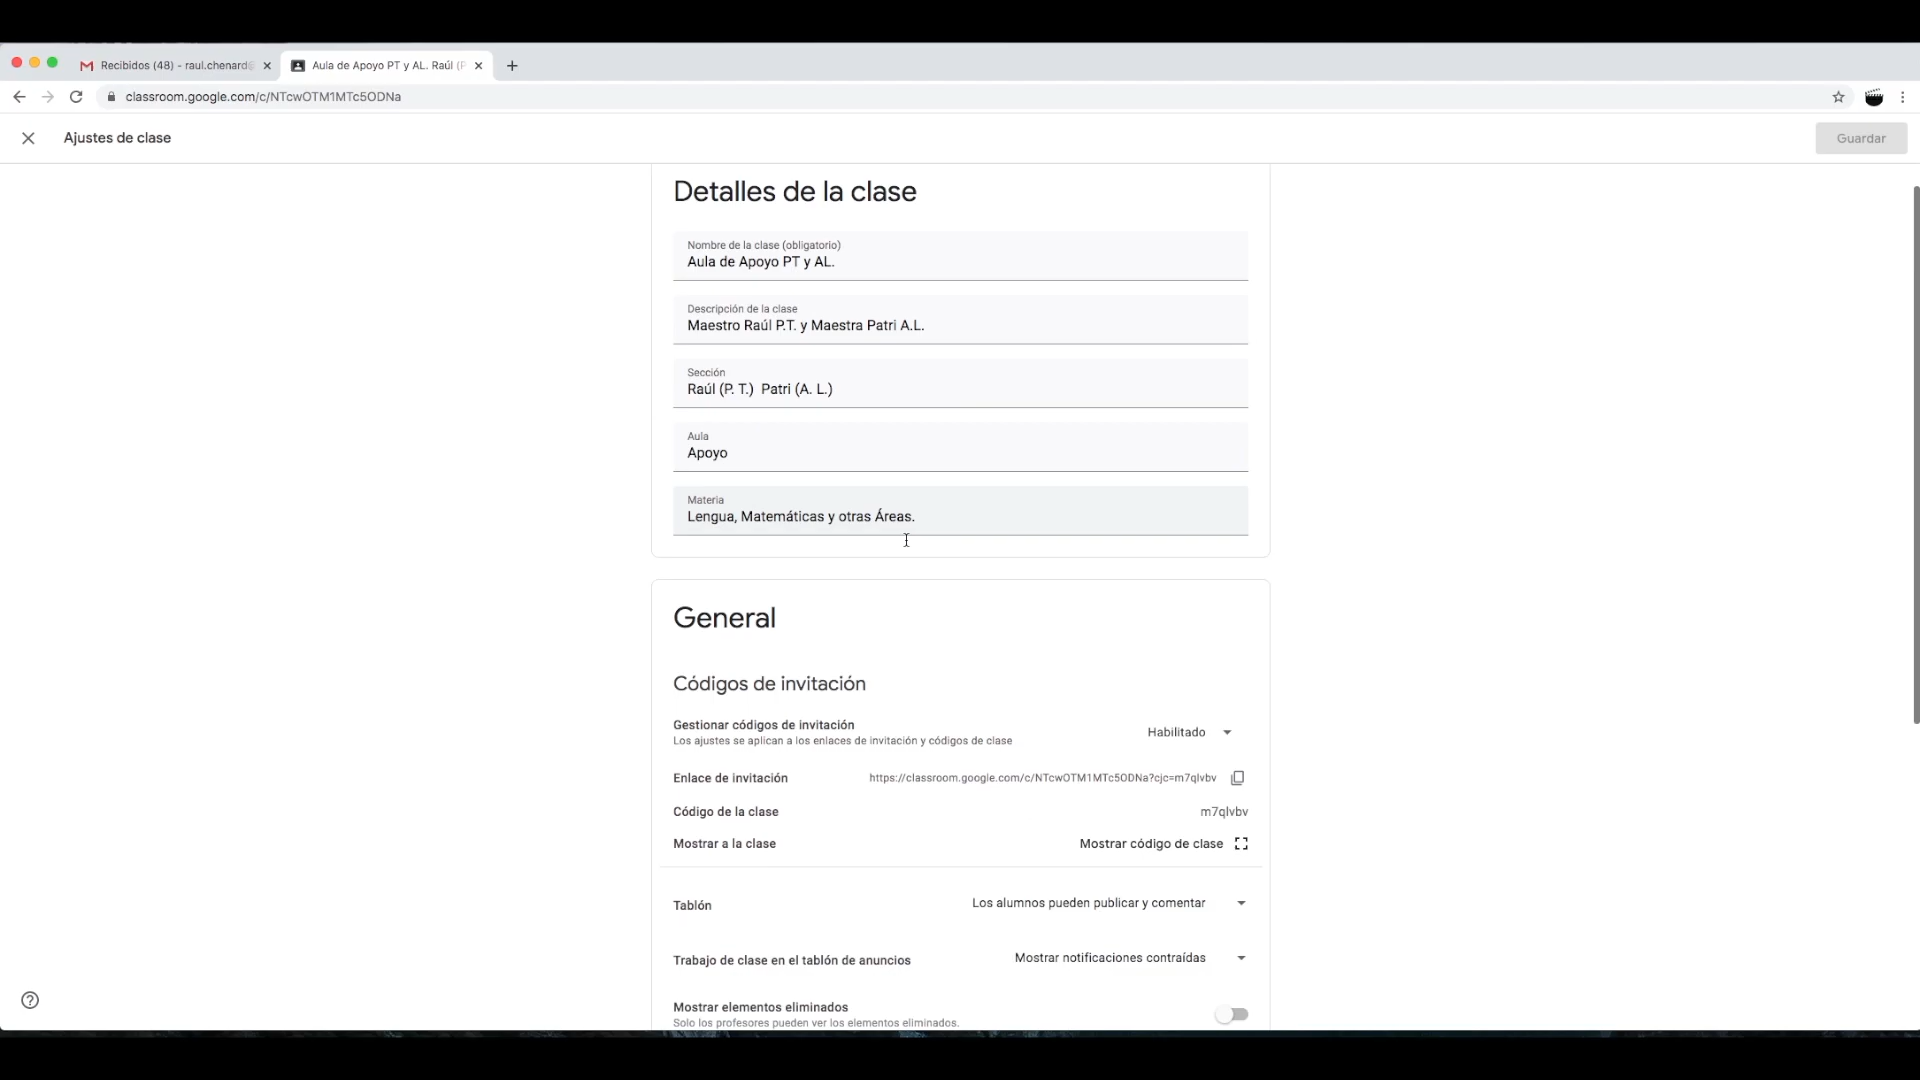 Recibidos (48) - raul.chenard@
Aula de Apoyo PT y AL. Raúl (P
classroom.google.com/c/NTcwOTM1MTc5ODNa
Ajustes de clase
Guardar
Detalles de la clase
Nombre de la clase (obligatorio)
Aula de Apoyo PT y AL.
Descripción de la clase
Maestro Raúl P.T. y Maestra Patri A.L.
Sección
Raúl (P. T.)  Patri (A. L.)
Aula
Apoyo
Materia
Lengua, Matemáticas y otras Áreas.
General
Códigos de invitación
Gestionar códigos de invitación
Habilitado
Los ajustes se aplican a los enlaces de invitación y códigos de clase
Enlace de invitación
https://classroom.google.com/c/NTcwOTM1MTc5ODNa?cjc=m7qlvbv
Código de la clase
m7qlvbv
Mostrar a la clase
Mostrar código de clase
Tablón
Los alumnos pueden publicar y comentar
Trabajo de clase en el tablón de anuncios
Mostrar notificaciones contraídas
Mostrar elementos eliminados
Solo los profesores pueden ver los elementos eliminados.